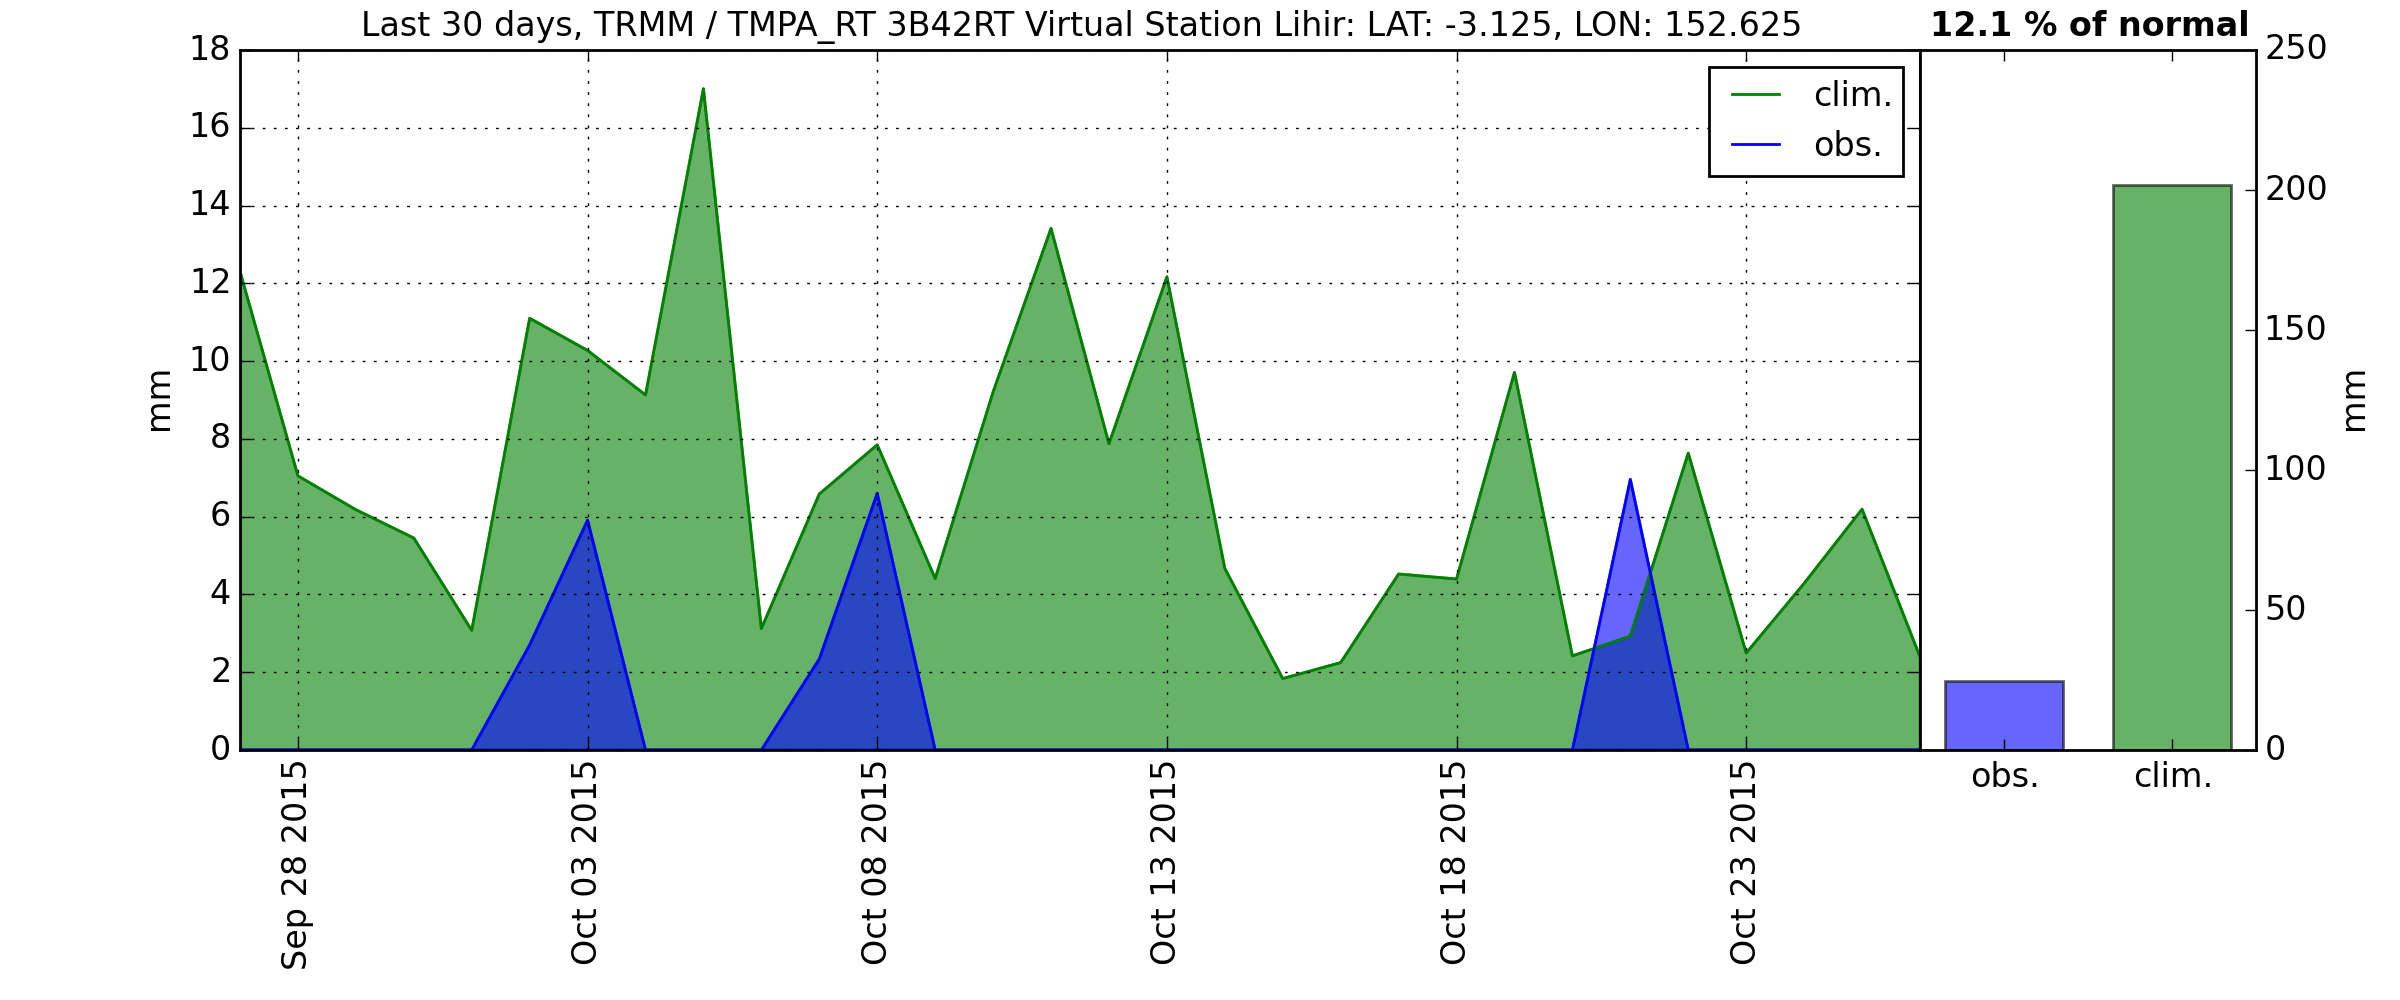 Last 30 days, TRMM / TMPA_RT 3B42RT Virtual Station Lihir: LAT: -3.125, LON: 152.625
12.1 % of normal
18
16
14
12
10
8
6
4
2
0
mm
clim.
obs.
Sep 28 2015
Oct 03 2015
Oct 08 2015
Oct 13 2015
Oct 18 2015
Oct 23 2015
250
200
150
100
50
0
mm
obs.
clim.